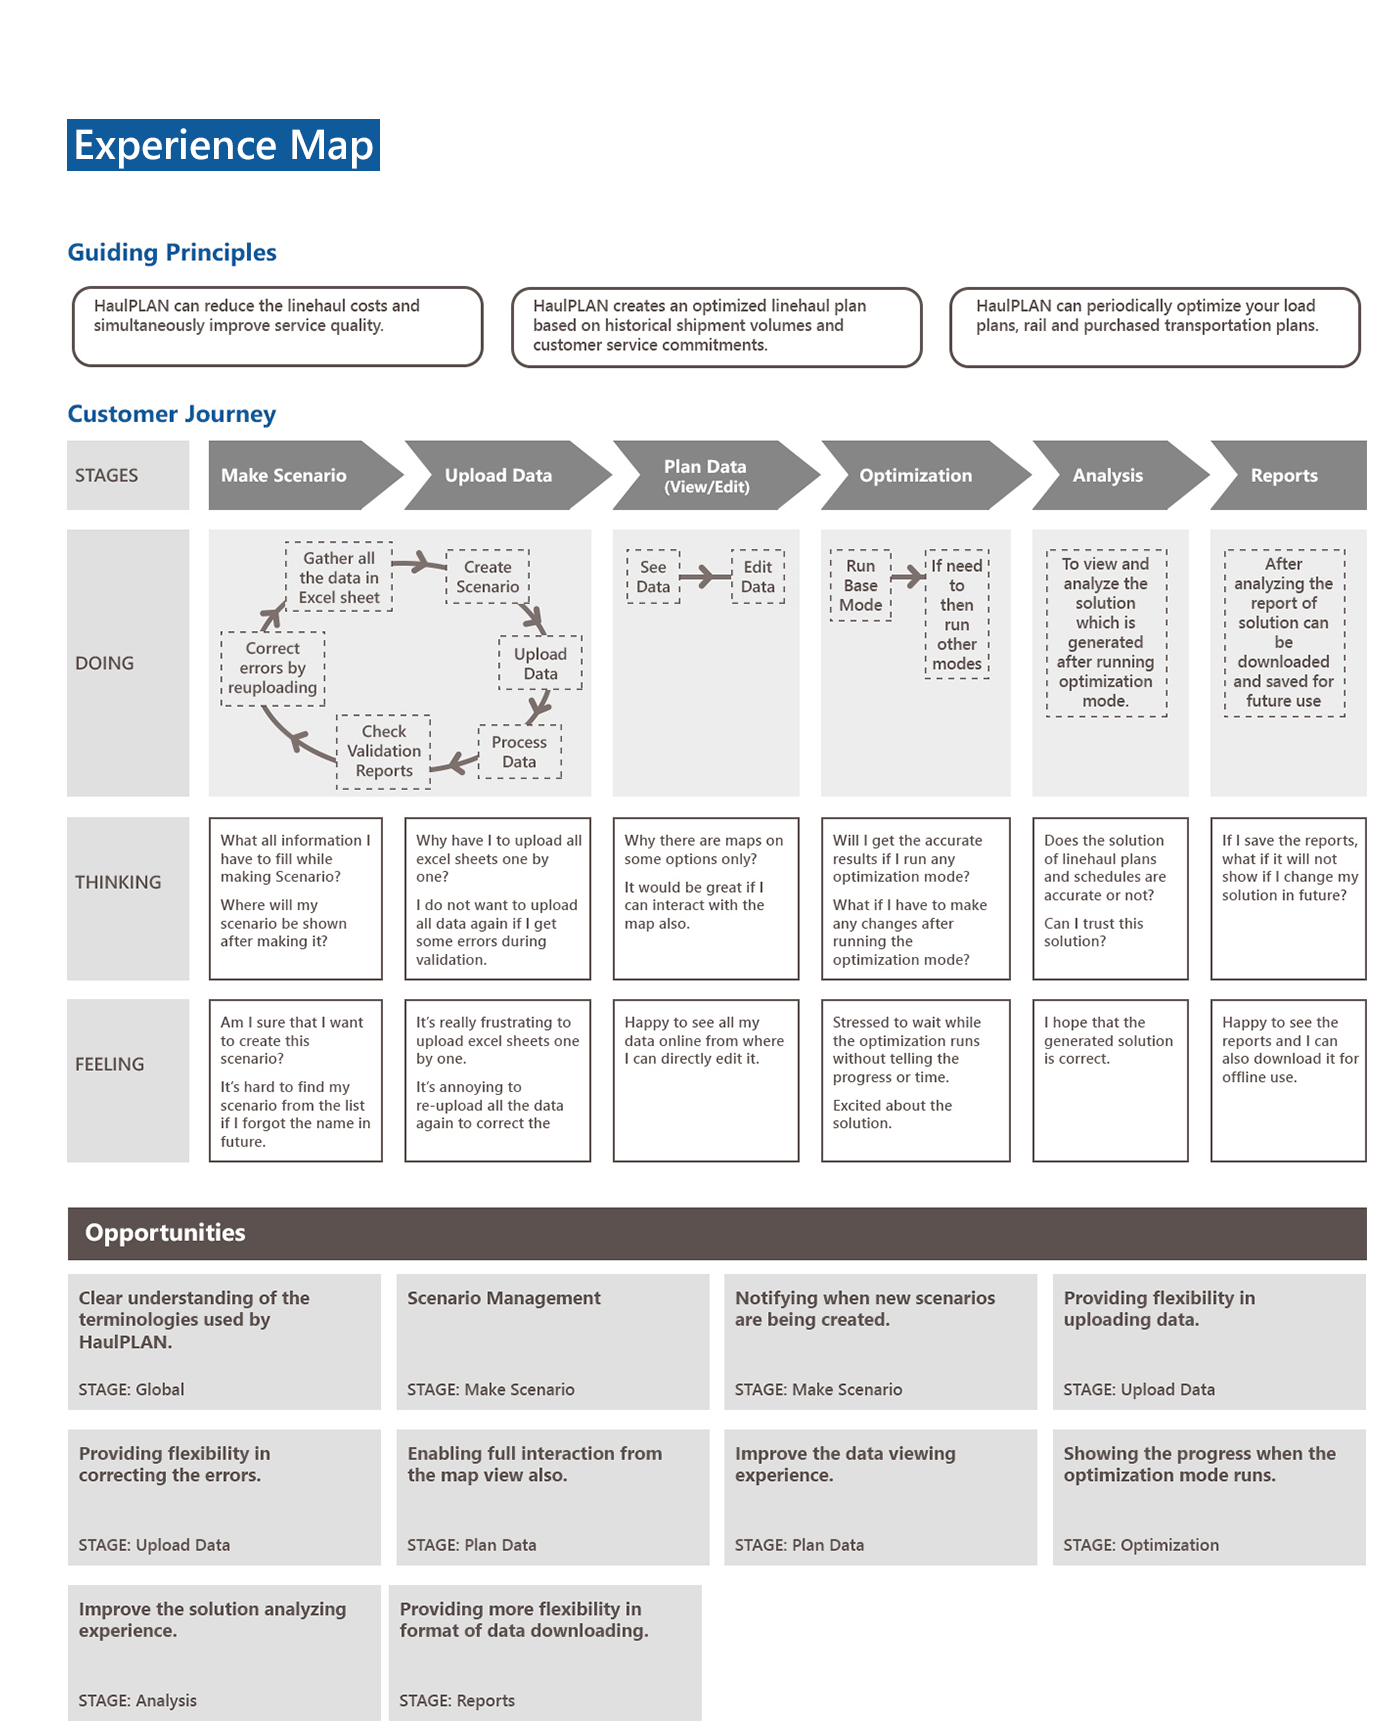 Experience Map
Guiding Principles
HaulPLAN can reduce the linehaul costs and
simultaneously improve service quality.
HaulPLAN creates an optimized linehaul plan
based on historical shipment volumes and
customer service commitments.
HaulPLAN can periodically optimize your load
plans, rail and purchased transportation plans.
Customer Journey
STAGES
Make Scenario
Upload Data
Plan Data
(View/Edit)
Optimization
Analysis
Reports
DOING
Gather all
the data in
Excel sheet
Create
Scenario
Upload
Data
Process
Data
Check
Validation
Reports
Correct
errors by
reuploading
See
Data
Edit
Data
Run
Base
Mode
If need
to
then
run
other
modes
To view and
analyze the
solution
which is
generated
after running
optimization
mode.
After
analyzing the
report of
solution can
be
downloaded
and saved for
future use
THINKING
What all information I
have to fill while
making Scenario?
Where will my
scenario be shown
after making it?
Why have I to upload all
excel sheets one by
one?
I do not want to upload
all data again if I get
some errors during
validation.
Why there are maps on
some options only?
It would be great if I
can interact with the
map also.
Will I get the accurate
results if I run any
optimization mode?
What if I have to make
any changes after
running the
optimization mode?
Does the solution
of linehaul plans
and schedules are
accurate or not?
Can I trust this
solution?
If I save the reports,
what if it will not
show if I change my
solution in future?
FEELING
Am I sure that I want
to create this
scenario?
It's hard to find my
scenario from the list
if I forgot the name in
future.
It's really frustrating to
upload excel sheets one
by one.
It's annoying to
re-upload all the data
again to correct the
Happy to see all my
data online from where
I can directly edit it.
Stressed to wait while
the optimization runs
without telling the
progress or time.
Excited about the
solution.
I hope that the
generated solution
is correct.
Happy to see the
reports and I can
also download it for
offline use.
Opportunities
Clear understanding of the
terminologies used by
HaulPLAN.
STAGE: Global
Scenario Management
STAGE: Make Scenario
Notifying when new scenarios
are being created.
STAGE: Make Scenario
Providing flexibility in
uploading data.
STAGE: Upload Data
Providing flexibility in
correcting the errors.
STAGE: Upload Data
Enabling full interaction from
the map view also.
STAGE: Plan Data
Improve the data viewing
experience.
STAGE: Plan Data
Showing the progress when the
optimization mode runs.
STAGE: Optimization
Improve the solution analyzing
experience.
STAGE: Analysis
Providing more flexibility in
format of data downloading.
STAGE: Reports